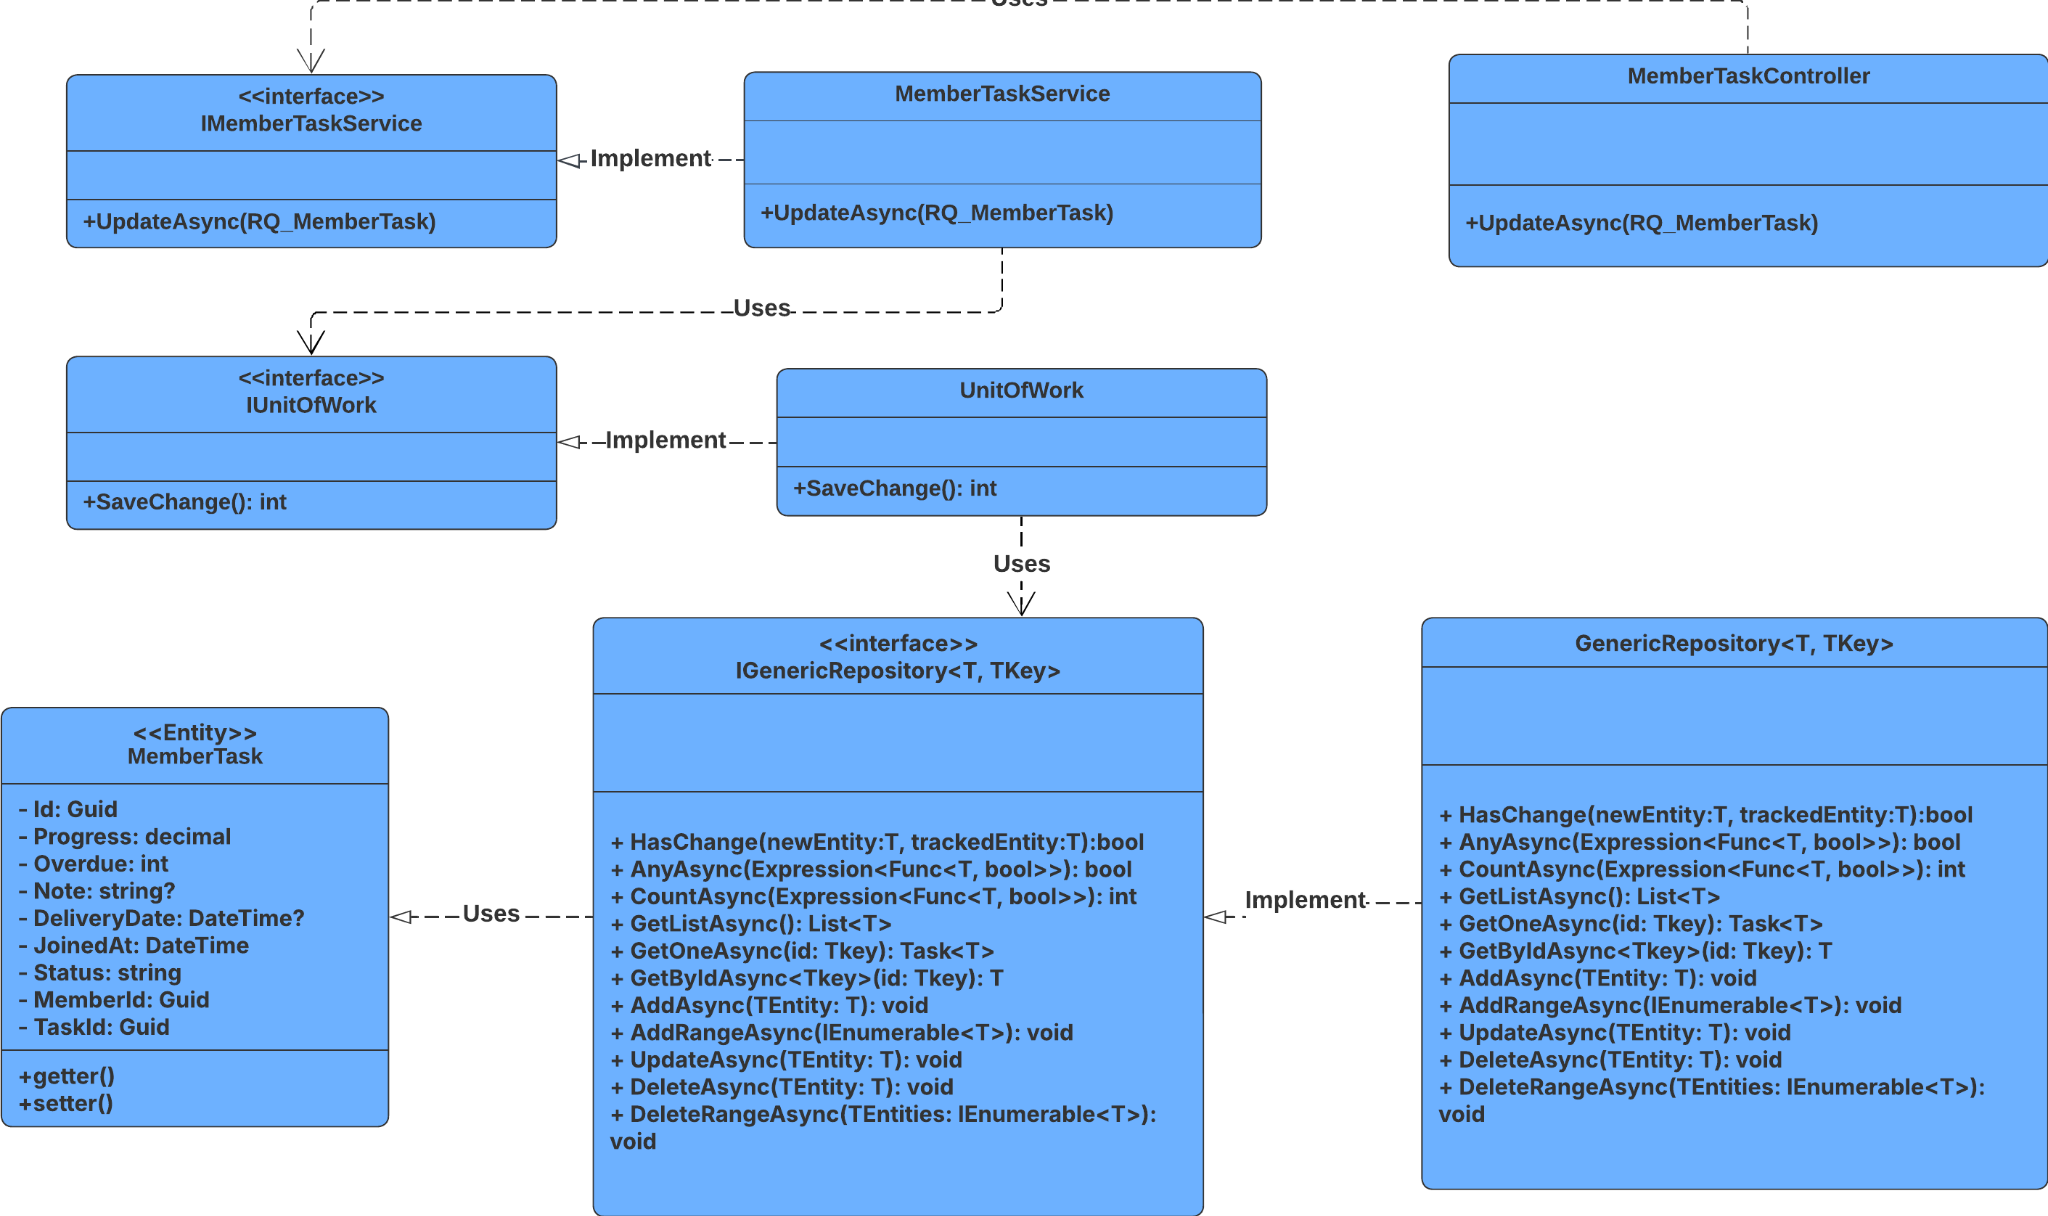 Uses
<<interface>>
IMemberTaskService
+UpdateAsync(RQ_MemberTask)
Implement
MemberTaskService
+UpdateAsync(RQ_MemberTask)
MemberTaskController
+UpdateAsync(RQ_MemberTask)
Uses
<<interface>>
IUnitOfWork
+SaveChange(): int
Implement
UnitOfWork
+SaveChange(): int
Uses
<<Entity>>
MemberTask
- Id: Guid
- Progress: decimal
- Overdue: int
- Note: string?
- DeliveryDate: DateTime?
- JoinedAt: DateTime
- Status: string
- MemberId: Guid
- TaskId: Guid
+getter()
+setter()
Uses
<<interface>>
IGenericRepository<T, TKey>
+ HasChange(newEntity:T, trackedEntity:T):bool
+ AnyAsync(Expression<Func<T, bool>>): bool
+ CountAsync(Expression<Func<T, bool>>): int
+ GetListAsync(): List<T>
+ GetOneAsync(id: Tkey): Task<T>
+ GetByIdAsync<Tkey>(id: Tkey): T
+ AddAsync(TEntity: T): void
+ AddRangeAsync(IEnumerable<T>): void
+ UpdateAsync(TEntity: T): void
+ DeleteAsync(TEntity: T): void
+ DeleteRangeAsync(TEntities: IEnumerable<T>):
void
Implement
GenericRepository<T, TKey>
+ HasChange(newEntity:T, trackedEntity:T):bool
+ AnyAsync(Expression<Func<T, bool>>): bool
+ CountAsync(Expression<Func<T, bool>>): int
+ GetListAsync(): List<T>
+ GetOneAsync(id: Tkey): Task<T>
+ GetByIdAsync<Tkey>(id: Tkey): T
+ AddAsync(TEntity: T): void
+ AddRangeAsync(IEnumerable<T>): void
+ UpdateAsync(TEntity: T): void
+ DeleteAsync(TEntity: T): void
+ DeleteRangeAsync(TEntities: IEnumerable<T>):
void